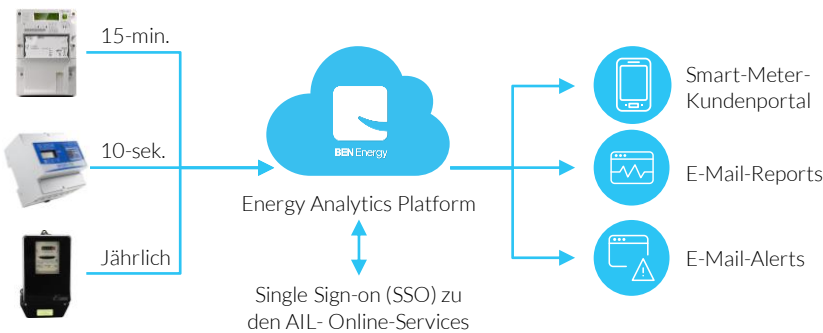 15-min.
10-sek.
Jährlich
BEN Energy
Energy Analytics Platform
Single Sign-on (SSO) zu
den AIL- Online-Services
Smart-Meter-
Kundenportal
E-Mail-Reports
E-Mail-Alerts